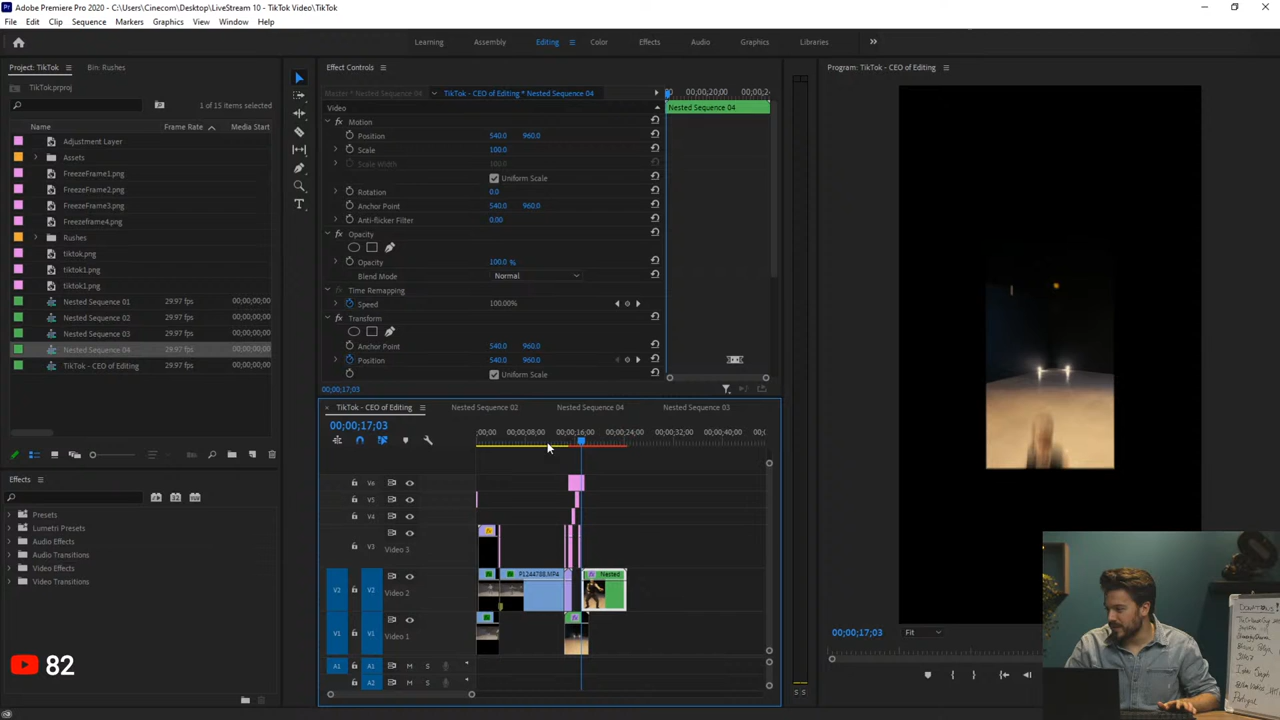 Adobe Premiere Pro 2020 - C:\Users\Cinecom\Desktop\LiveStream 10 - TikTok Video\TikTok
File Edit Clip Sequence Markers Graphics View Window Help
Learning Assembly Editing Color Effects Audio Graphics Libraries
Project: TikTok Bin: Rushes
TikTok.prproj
1 of 15 items selected
Name Frame Rate Media Start
Adjustment Layer
Assets
FreezeFrame1.png
FreezeFrame2.png
FreezeFrame3.png
Freezeframe4.png
Rushes
tiktok.png
tiktok1.png
tiktok1.png
Nested Sequence 01 29.97 fps 00;00;00;00
Nested Sequence 02 29.97 fps 00;00;00;00
Nested Sequence 03 29.97 fps 00;00;00;00
Nested Sequence 04 29.97 fps 00;00;00;00
TikTok - CEO of Editing 29.97 fps 00;00;00;00
Effects
Presets
Lumetri Presets
Audio Effects
Audio Transitions
Video Effects
Video Transitions
82
Effect Controls
Master * Nested Sequence 04 TikTok - CEO of Editing * Nested Sequence 04
00 00;00;20;00 00;00;2
Video Nested Sequence 04
fx Motion
Position 540.0 960.0
Scale 100.0
Scale Width 100.0
Uniform Scale
Rotation 0.0
Anchor Point 540.0 960.0
Anti-flicker Filter 0.00
fx Opacity
Opacity 100.0 %
Blend Mode Normal
Time Remapping
Speed 100.00%
fx Transform
Anchor Point 540.0 960.0
Position 540.0 960.0
Uniform Scale
00;00;17;03
TikTok - CEO of Editing Nested Sequence 02 Nested Sequence 04 Nested Sequence 03
00;00;17;03
;00;00 00;00;08;00 00;00;16;00 00;00;24;00 00;00;32;00 00;00;40;00 00;
V6
V5
V4
V3 Video 3
V2 V2 Video 2
P1244788.MP4 Nested
V1 V1 Video 1
A1 A1 M S
A2 A2 M S
S S
Program: TikTok - CEO of Editing
00;00;17;03 Fit